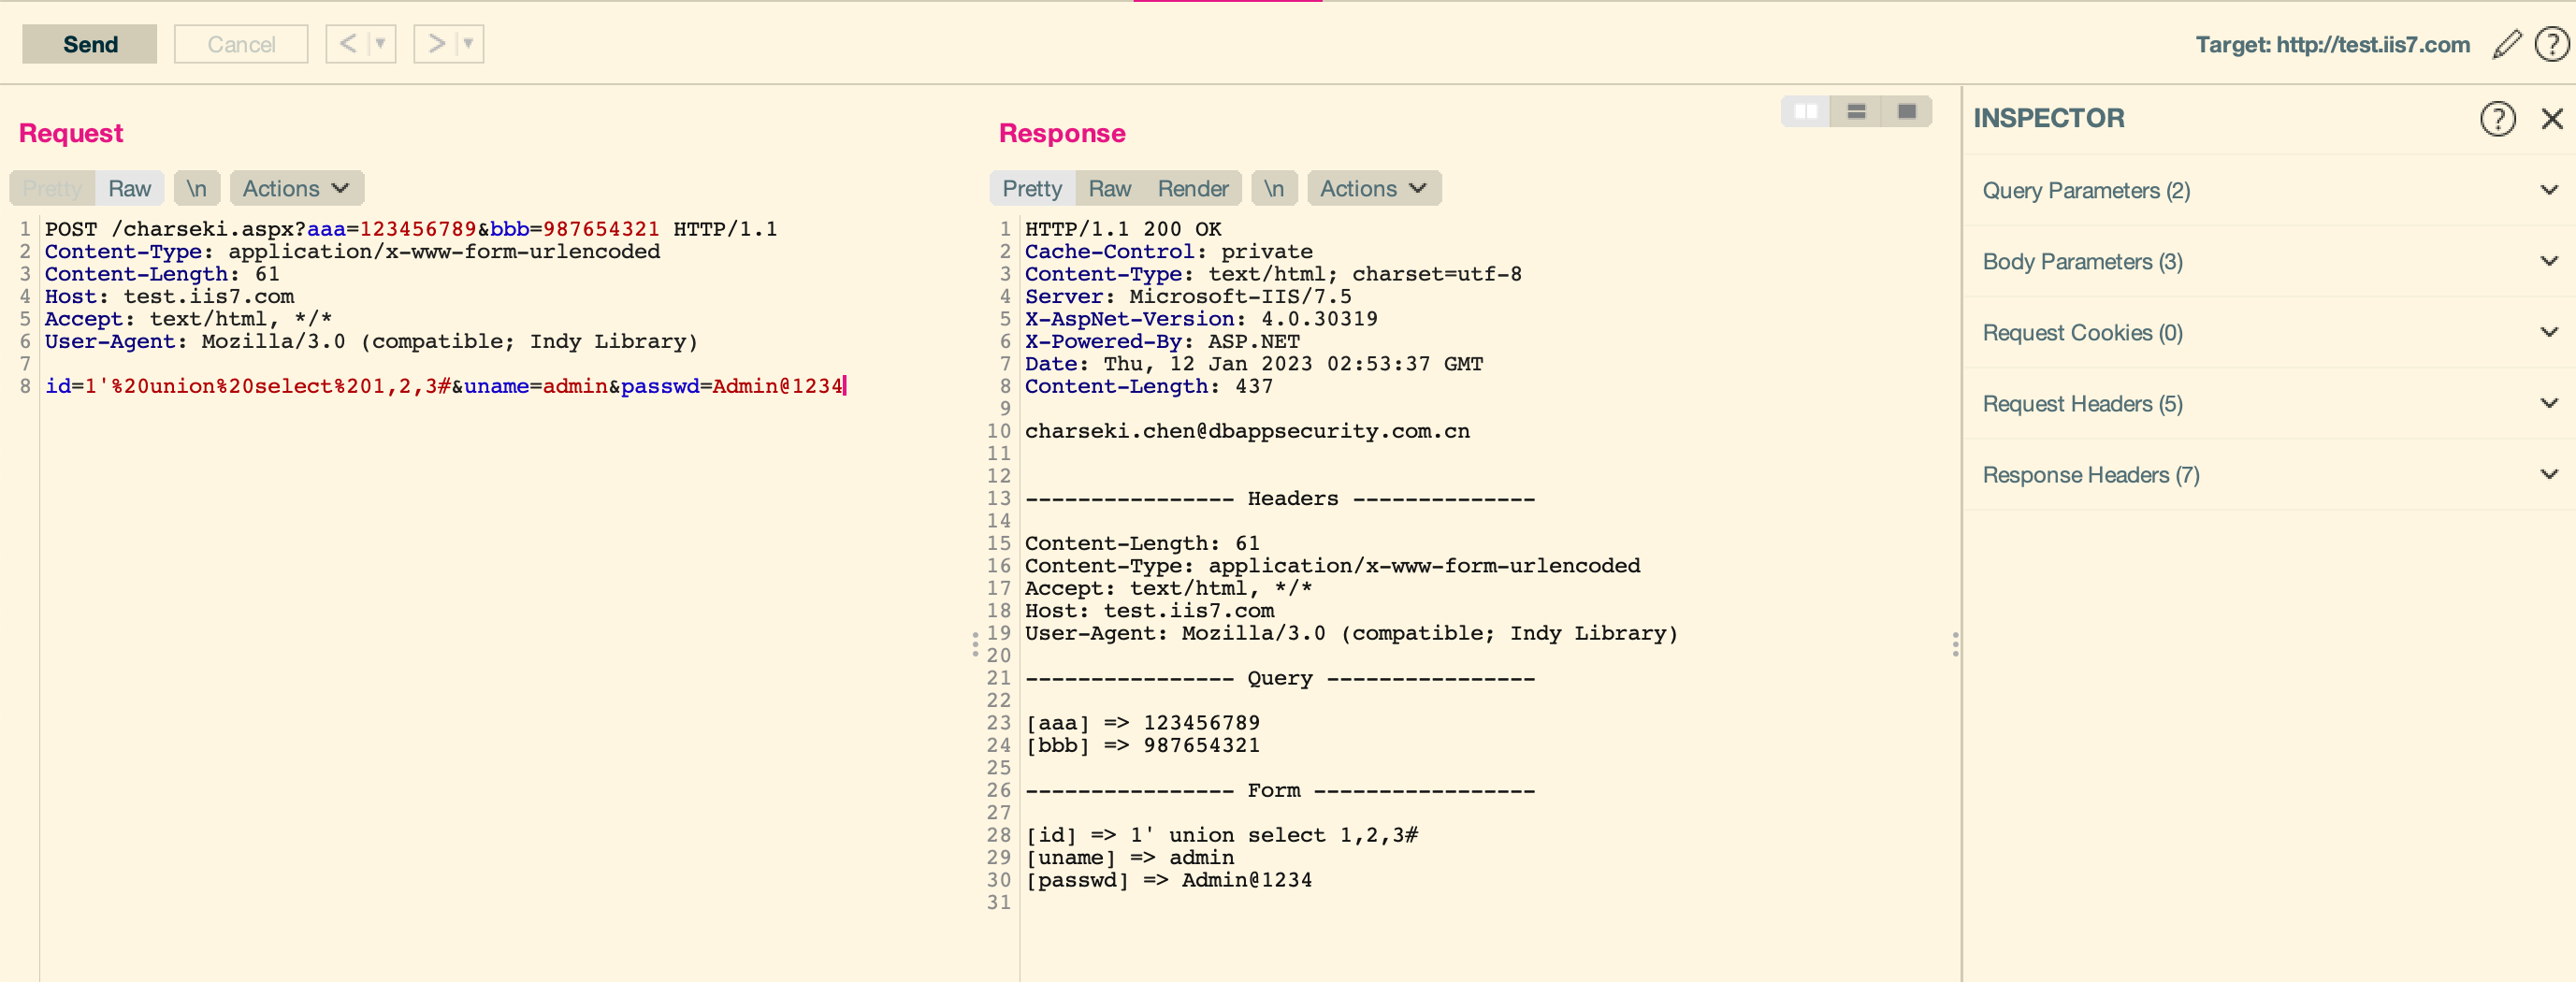 Send Cancel < >
Target: http://test.iis7.com
Request
Pretty Raw \n Actions
1 POST /charseki.aspx?aaa=123456789&bbb=987654321 HTTP/1.1
2 Content-Type: application/x-www-form-urlencoded
3 Content-Length: 61
4 Host: test.iis7.com
5 Accept: text/html, */*
6 User-Agent: Mozilla/3.0 (compatible; Indy Library)
7
8 id=1'%20union%20select%201,2,3#&uname=admin&passwd=Admin@1234
Response
Pretty Raw Render \n Actions
1 HTTP/1.1 200 OK
2 Cache-Control: private
3 Content-Type: text/html; charset=utf-8
4 Server: Microsoft-IIS/7.5
5 X-AspNet-Version: 4.0.30319
6 X-Powered-By: ASP.NET
7 Date: Thu, 12 Jan 2023 02:53:37 GMT
8 Content-Length: 437
9
10 charseki.chen@dbappsecurity.com.cn
11
12
13 ---------------- Headers --------------
14
15 Content-Length: 61
16 Content-Type: application/x-www-form-urlencoded
17 Accept: text/html, */*
18 Host: test.iis7.com
19 User-Agent: Mozilla/3.0 (compatible; Indy Library)
20
21 ---------------- Query ----------------
22
23 [aaa] => 123456789
24 [bbb] => 987654321
25
26 ---------------- Form -----------------
27
28 [id] => 1' union select 1,2,3#
29 [uname] => admin
30 [passwd] => Admin@1234
31
INSPECTOR
Query Parameters (2)
Body Parameters (3)
Request Cookies (0)
Request Headers (5)
Response Headers (7)